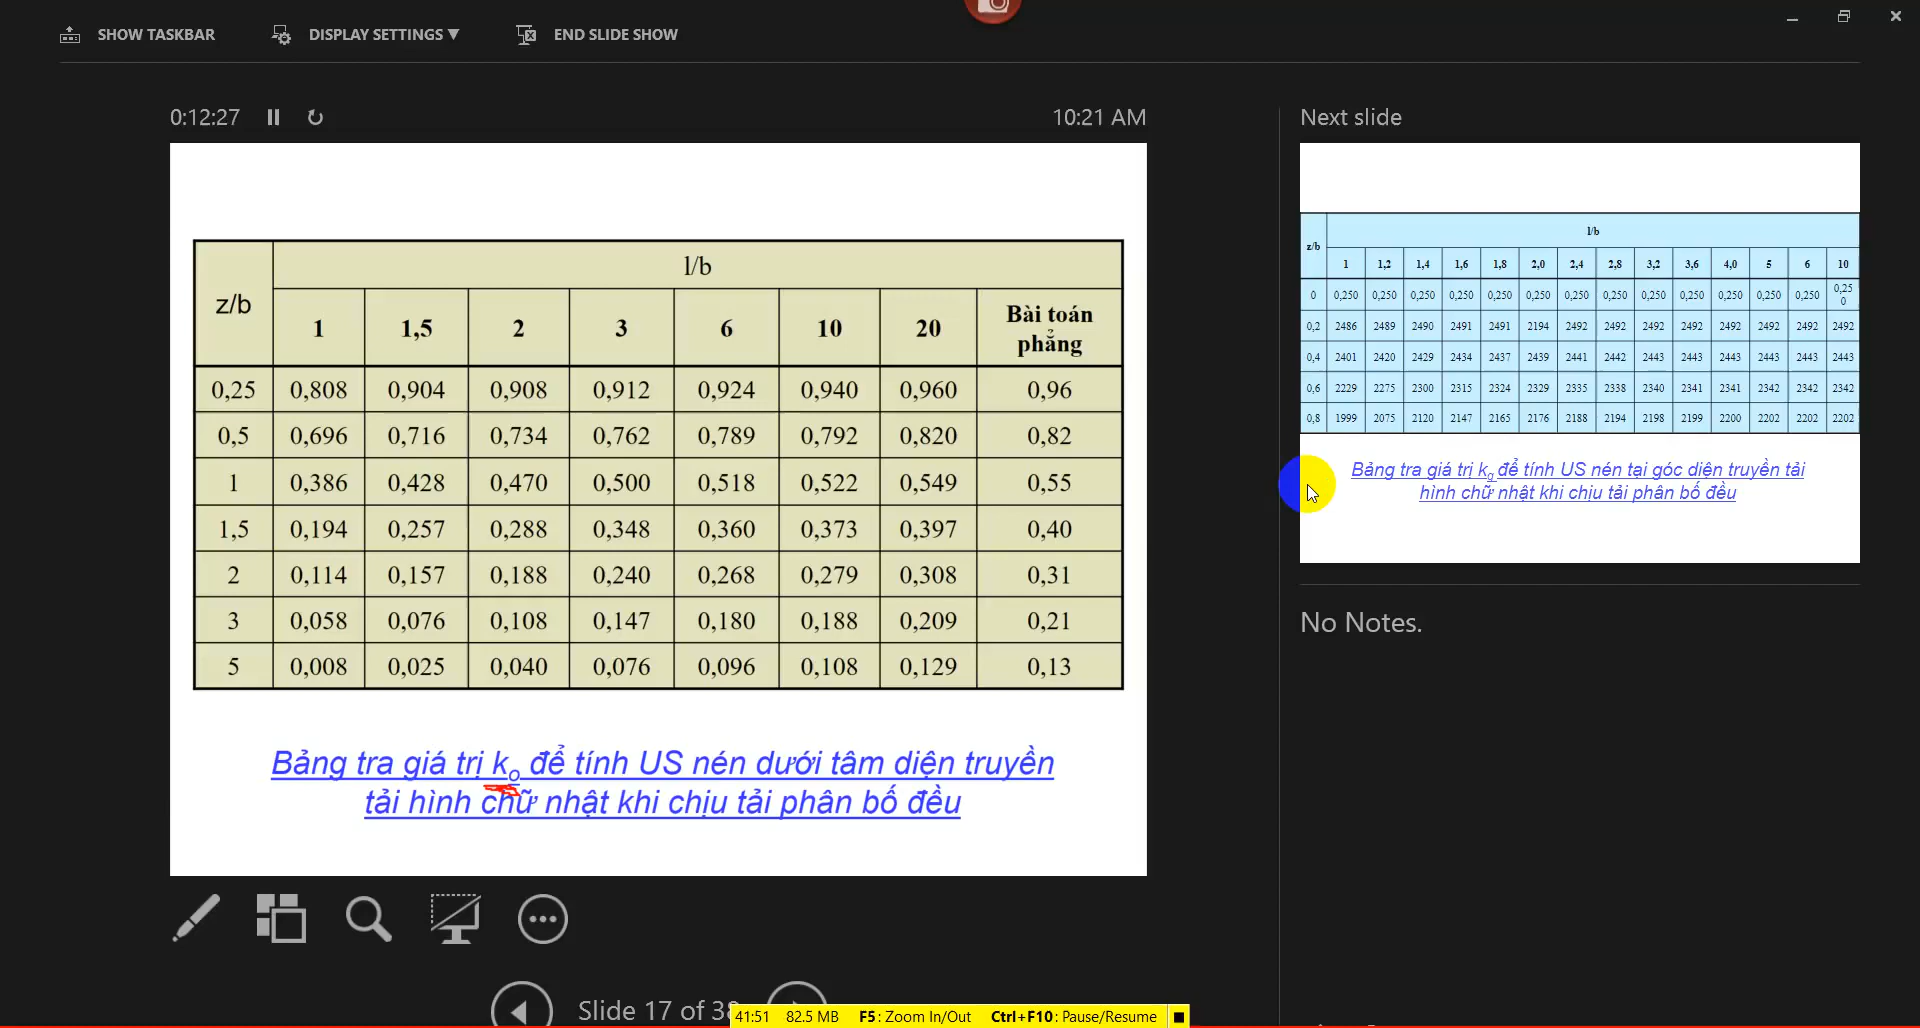 SHOW TASKBAR DISPLAY SETTINGS ▼ END SLIDE SHOW
0:12:27 10:21 AM
z/b l/b
1 1,5 2 3 6 10 20 Bài toán phẳng
0,25 0,808 0,904 0,908 0,912 0,924 0,940 0,960 0,96
0,5 0,696 0,716 0,734 0,762 0,789 0,792 0,820 0,82
1 0,386 0,428 0,470 0,500 0,518 0,522 0,549 0,55
1,5 0,194 0,257 0,288 0,348 0,360 0,373 0,397 0,40
2 0,114 0,157 0,188 0,240 0,268 0,279 0,308 0,31
3 0,058 0,076 0,108 0,147 0,180 0,188 0,209 0,21
5 0,008 0,025 0,040 0,076 0,096 0,108 0,129 0,13
Bảng tra giá trị ko để tính US nén dưới tâm diện truyền
tải hình chữ nhật khi chịu tải phân bố đều
Next slide
z/b l/b
1 1,2 1,4 1,6 1,8 2,0 2,4 2,8 3,2 3,6 4,0 5 6 10
0 0,250 0,250 0,250 0,250 0,250 0,250 0,250 0,250 0,250 0,250 0,250 0,250 0,250 0,250
0,2 2486 2489 2490 2491 2491 2194 2492 2492 2492 2492 2492 2492 2492 2492
0,4 2401 2420 2429 2434 2437 2439 2441 2442 2443 2443 2443 2443 2443 2443
0,6 2229 2275 2300 2315 2324 2329 2335 2338 2340 2341 2341 2342 2342 2342
0,8 1999 2075 2120 2147 2165 2176 2188 2194 2198 2199 2200 2202 2202 2202
Bảng tra giá trị kg để tính US nén tại góc diện truyền tải
hình chữ nhật khi chịu tải phân bố đều
No Notes.
Slide 17 of 38
41:51 82.5 MB F5: Zoom In/Out Ctrl+F10: Pause/Resume